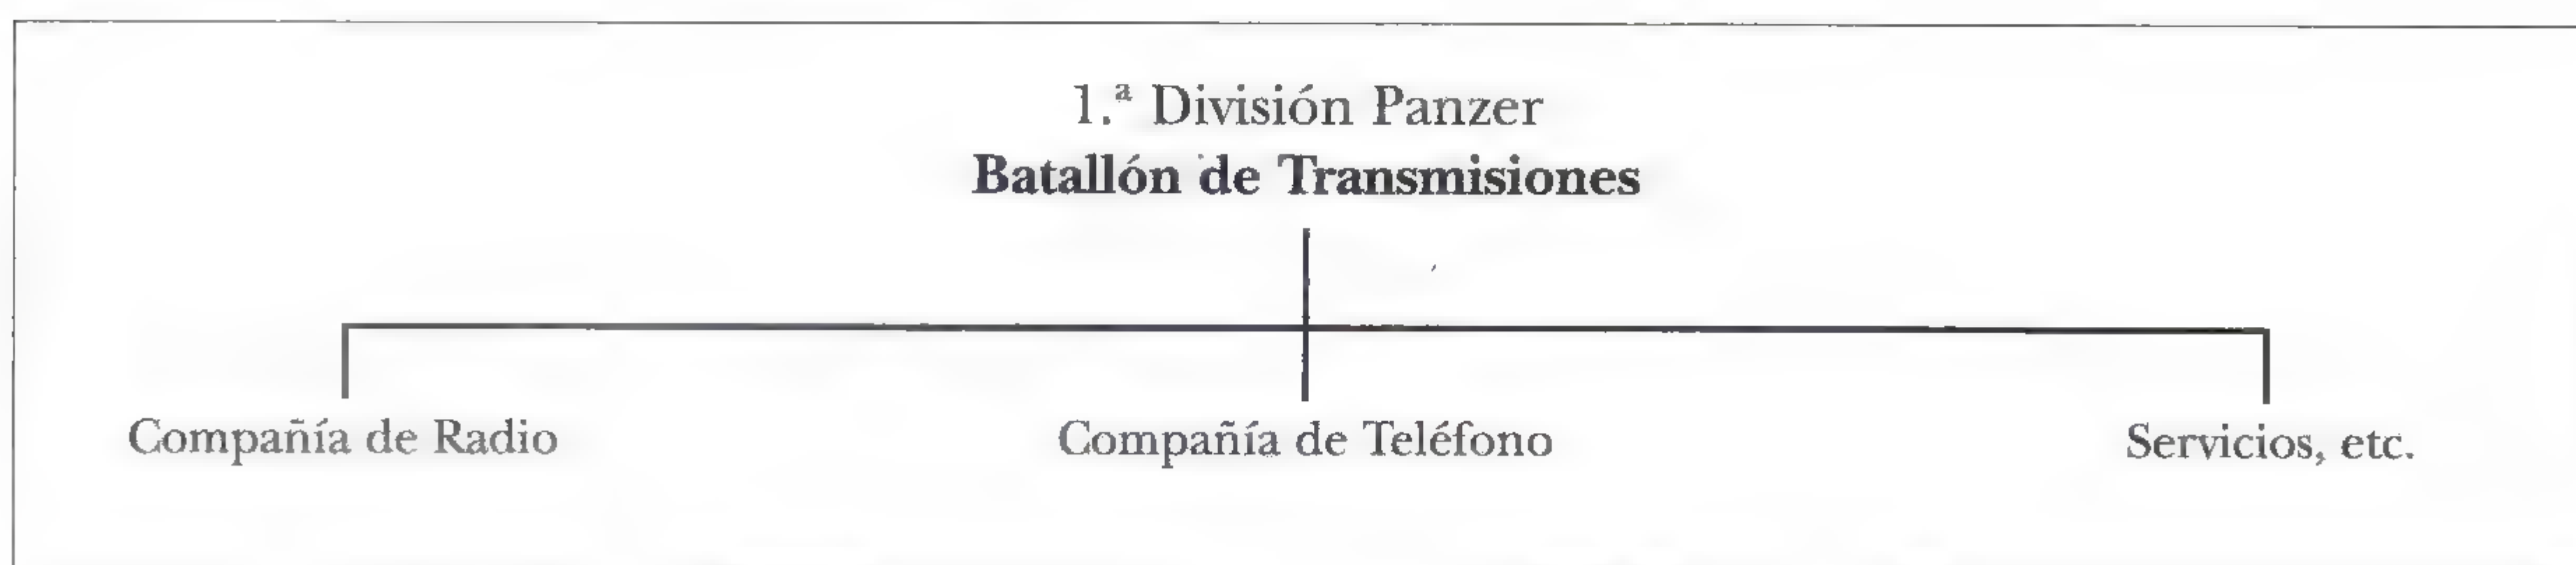 1.ª División Panzer
Batallón de Transmisiones
Compañía de Radio
Compañía de Teléfono
Servicios, etc.